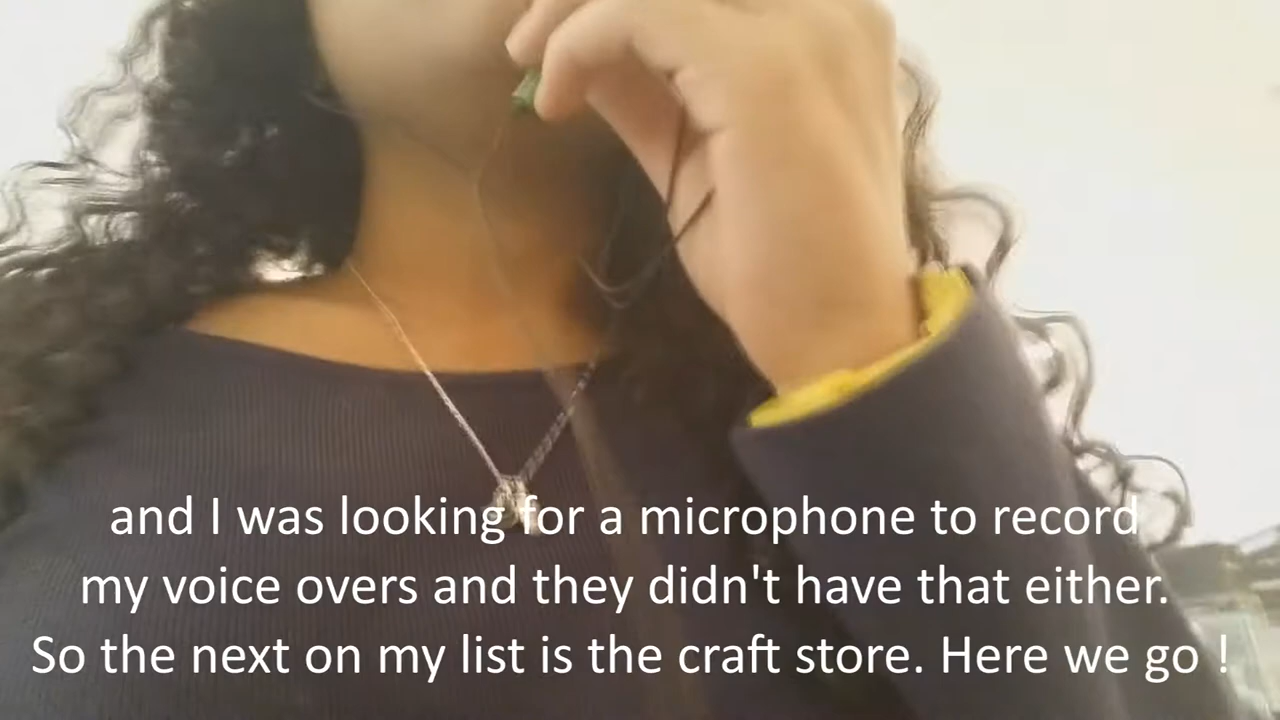 and I was looking for a microphone to record
my voice overs and they didn't have that either.
So the next on my list is the craft store. Here we go !